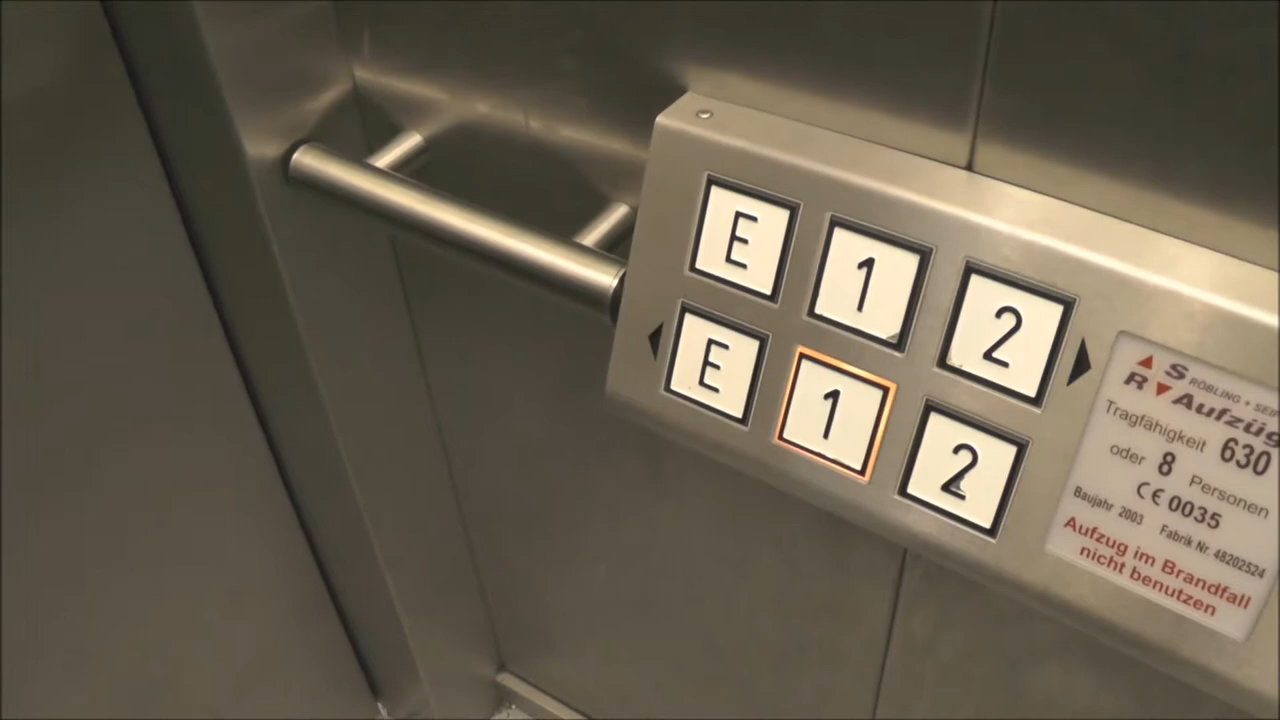 E 1 2
E 1 2
S RÖBLING + SEIF
R Aufzüg
Tragfähigkeit 630
oder 8 Personen
CE 0035
Baujahr 2003 Fabrik Nr. 48202524
Aufzug im Brandfall
nicht benutzen